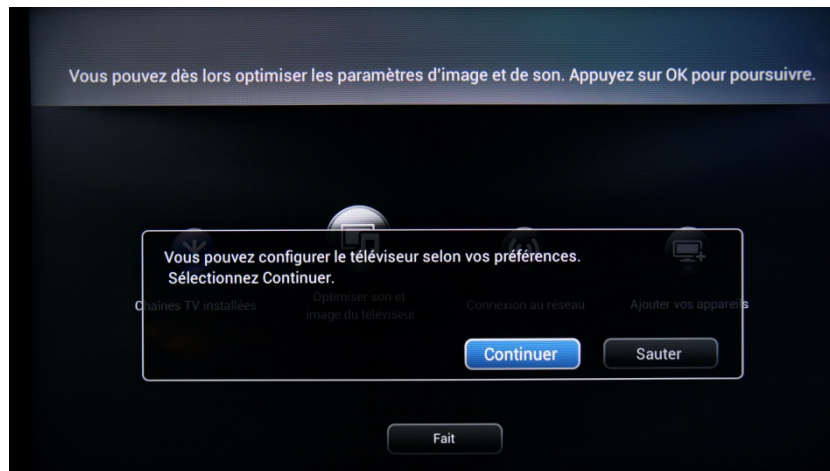 Vous pouvez dès lors optimiser les paramètres d'image et de son. Appuyez sur OK pour poursuivre.
Vous pouvez configurer le téléviseur selon vos préférences.
Sélectionnez Continuer.
Chaînes TV installées
Optimiser son et
image du téléviseur
Connexion au réseau
Ajouter vos appareils
Continuer
Sauter
Fait